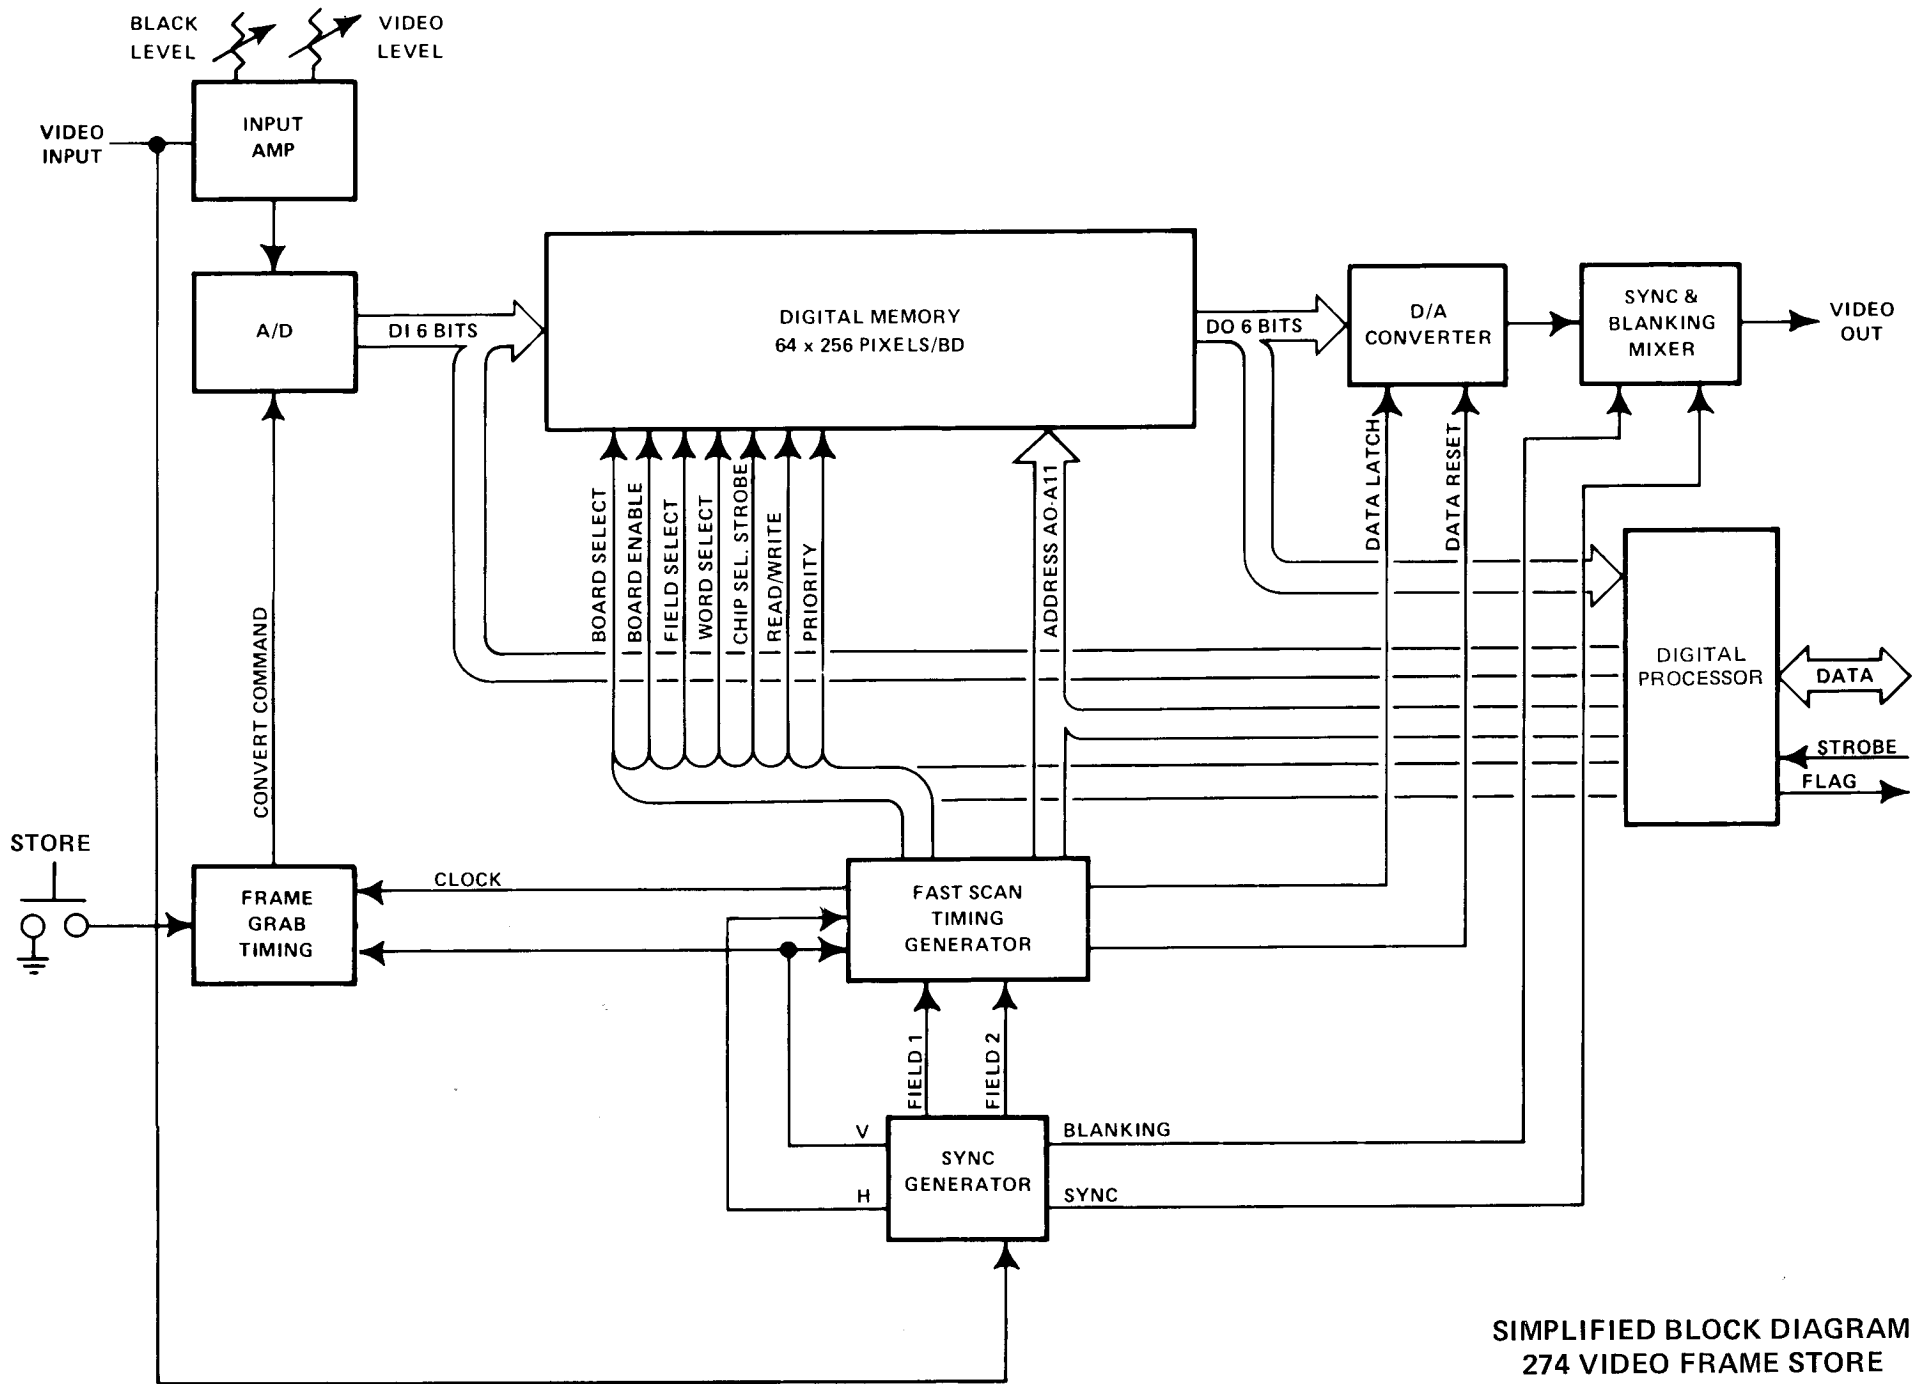 BLACK
LEVEL
VIDEO
LEVEL
VIDEO
INPUT
INPUT
AMP
A/D
DI 6 BITS
DIGITAL MEMORY
64 x 256 PIXELS/BD
DO 6 BITS
D/A
CONVERTER
SYNC &
BLANKING
MIXER
VIDEO
OUT
BOARD SELECT
BOARD ENABLE
FIELD SELECT
WORD SELECT
CHIP SEL. STROBE
READ/WRITE
PRIORITY
ADDRESS AO-A11
DATA LATCH
DATA RESET
DIGITAL
PROCESSOR
DATA
STROBE
FLAG
CONVERT COMMAND
STORE
FRAME
GRAB
TIMING
CLOCK
FAST SCAN
TIMING
GENERATOR
FIELD 1
FIELD 2
V
H
SYNC
GENERATOR
BLANKING
SYNC
SIMPLIFIED BLOCK DIAGRAM
274 VIDEO FRAME STORE